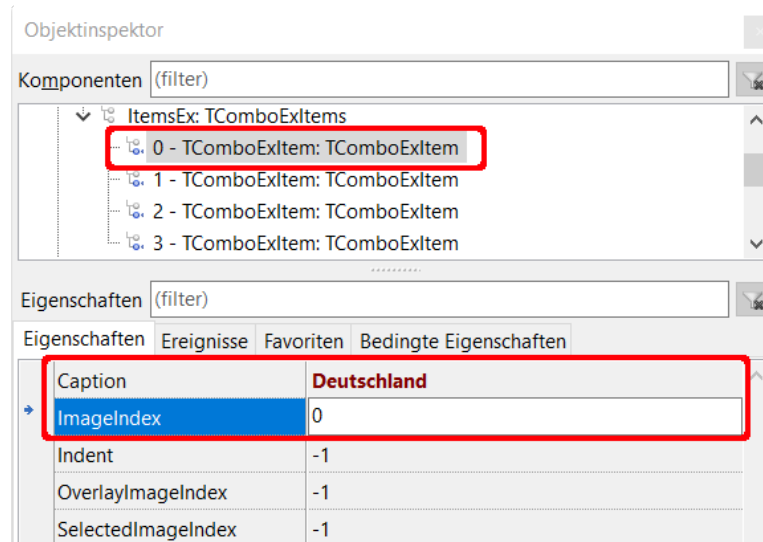 Objektinspektor
Komponenten (filter)
ItemsEx: TComboExItems
0 - TComboExItem: TComboExItem
1 - TComboExItem: TComboExItem
2 - TComboExItem: TComboExItem
3 - TComboExItem: TComboExItem
Eigenschaften (filter)
Eigenschaften Ereignisse Favoriten Bedingte Eigenschaften
Caption Deutschland
ImageIndex 0
Indent -1
OverlayImageIndex -1
SelectedImageIndex -1